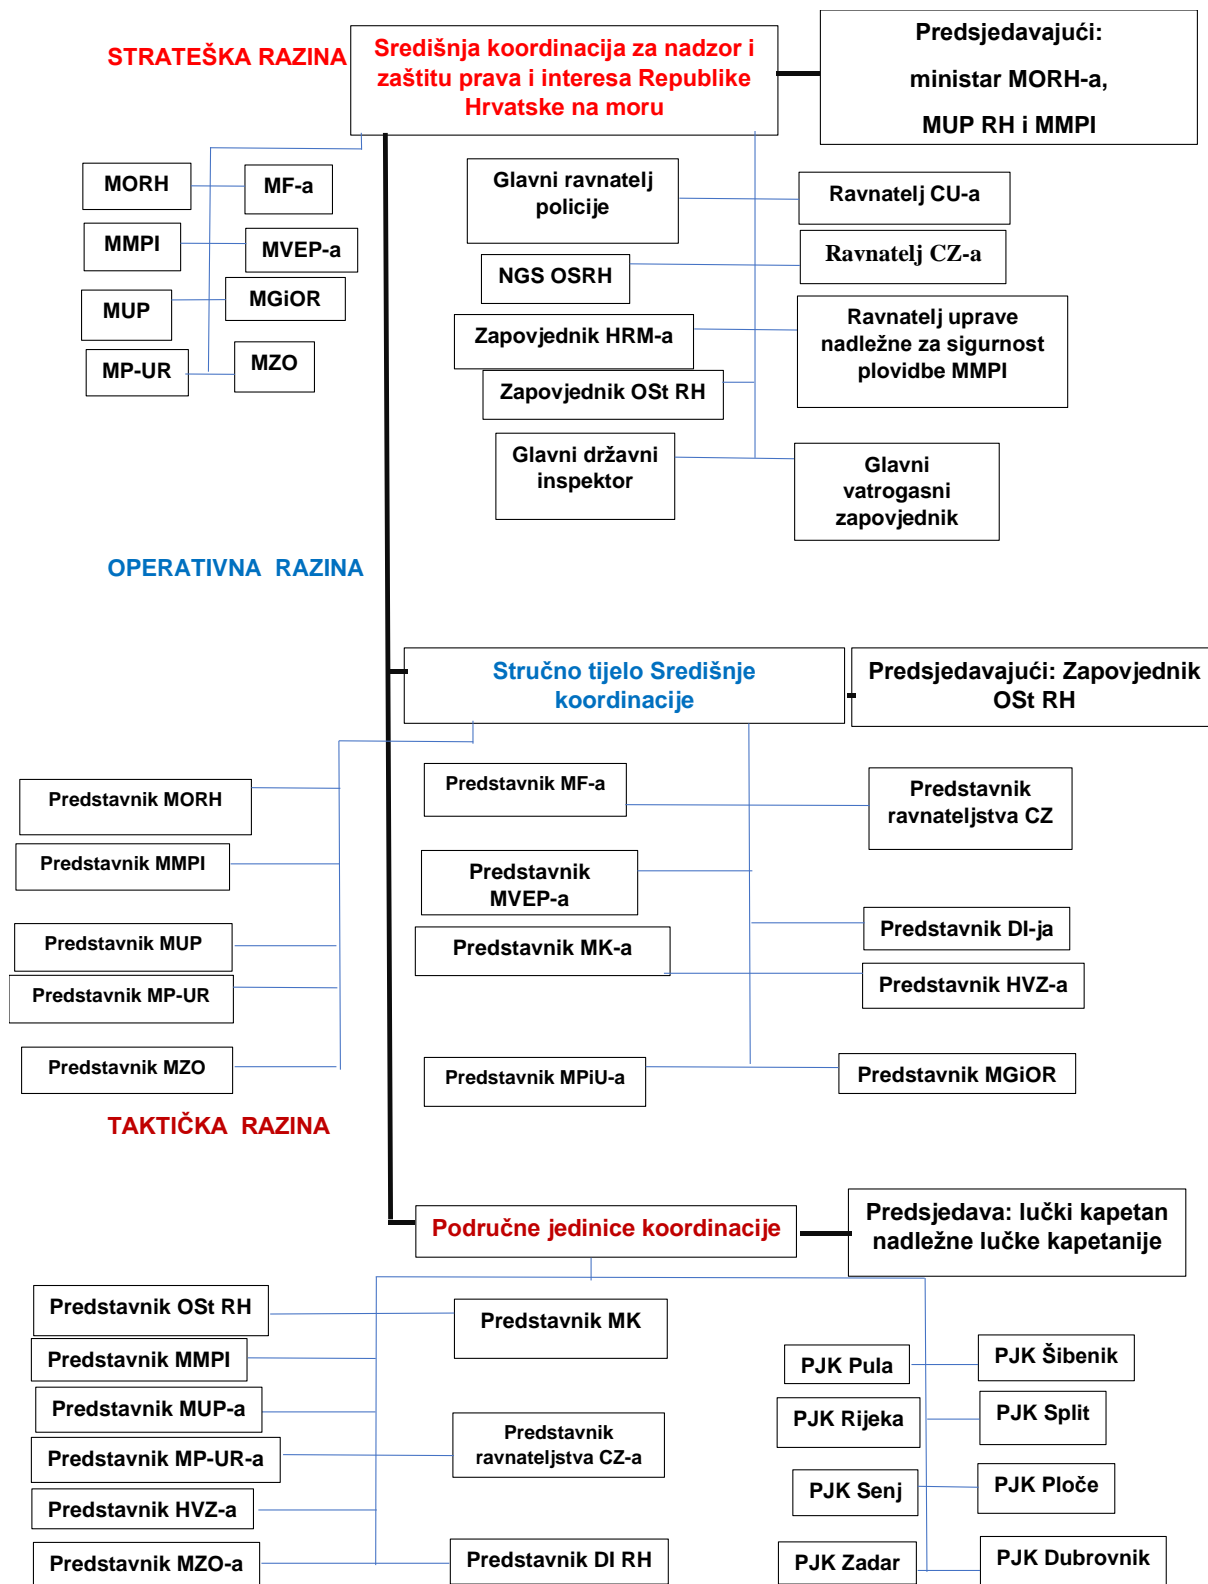 STRATEŠKA RAZINA
Središnja koordinacija za nadzor i
zaštitu prava i interesa Republike
Hrvatske na moru
Predsjedavajući:
ministar MORH-a,
MUP RH i MMPI
MORH
MF-a
MMPI
MVEP-a
MUP
MGiOR
MP-UR
MZO
Glavni ravnatelj
policije
Ravnatelj CU-a
NGS OSRH
Ravnatelj CZ-a
Zapovjednik HRM-a
Ravnatelj uprave
nadležne za sigurnost
plovidbe MMPI
Zapovjednik OSt RH
Glavni državni
inspektor
Glavni
vatrogasni
zapovjednik
OPERATIVNA  RAZINA
Stručno tijelo Središnje
koordinacije
Predsjedavajući: Zapovjednik
OSt RH
Predstavnik MORH
Predstavnik MMPI
Predstavnik MUP
Predstavnik MP-UR
Predstavnik MZO
Predstavnik MF-a
Predstavnik
ravnateljstva CZ
Predstavnik
MVEP-a
Predstavnik DI-ja
Predstavnik MK-a
Predstavnik HVZ-a
Predstavnik MPiU-a
Predstavnik MGiOR
TAKTIČKA  RAZINA
Područne jedinice koordinacije
Predsjedava: lučki kapetan
nadležne lučke kapetanije
Predstavnik OSt RH
Predstavnik MK
Predstavnik MMPI
Predstavnik MUP-a
Predstavnik MP-UR-a
Predstavnik
ravnateljstva CZ-a
Predstavnik HVZ-a
Predstavnik MZO-a
Predstavnik DI RH
PJK Pula
PJK Šibenik
PJK Rijeka
PJK Split
PJK Senj
PJK Ploče
PJK Zadar
PJK Dubrovnik